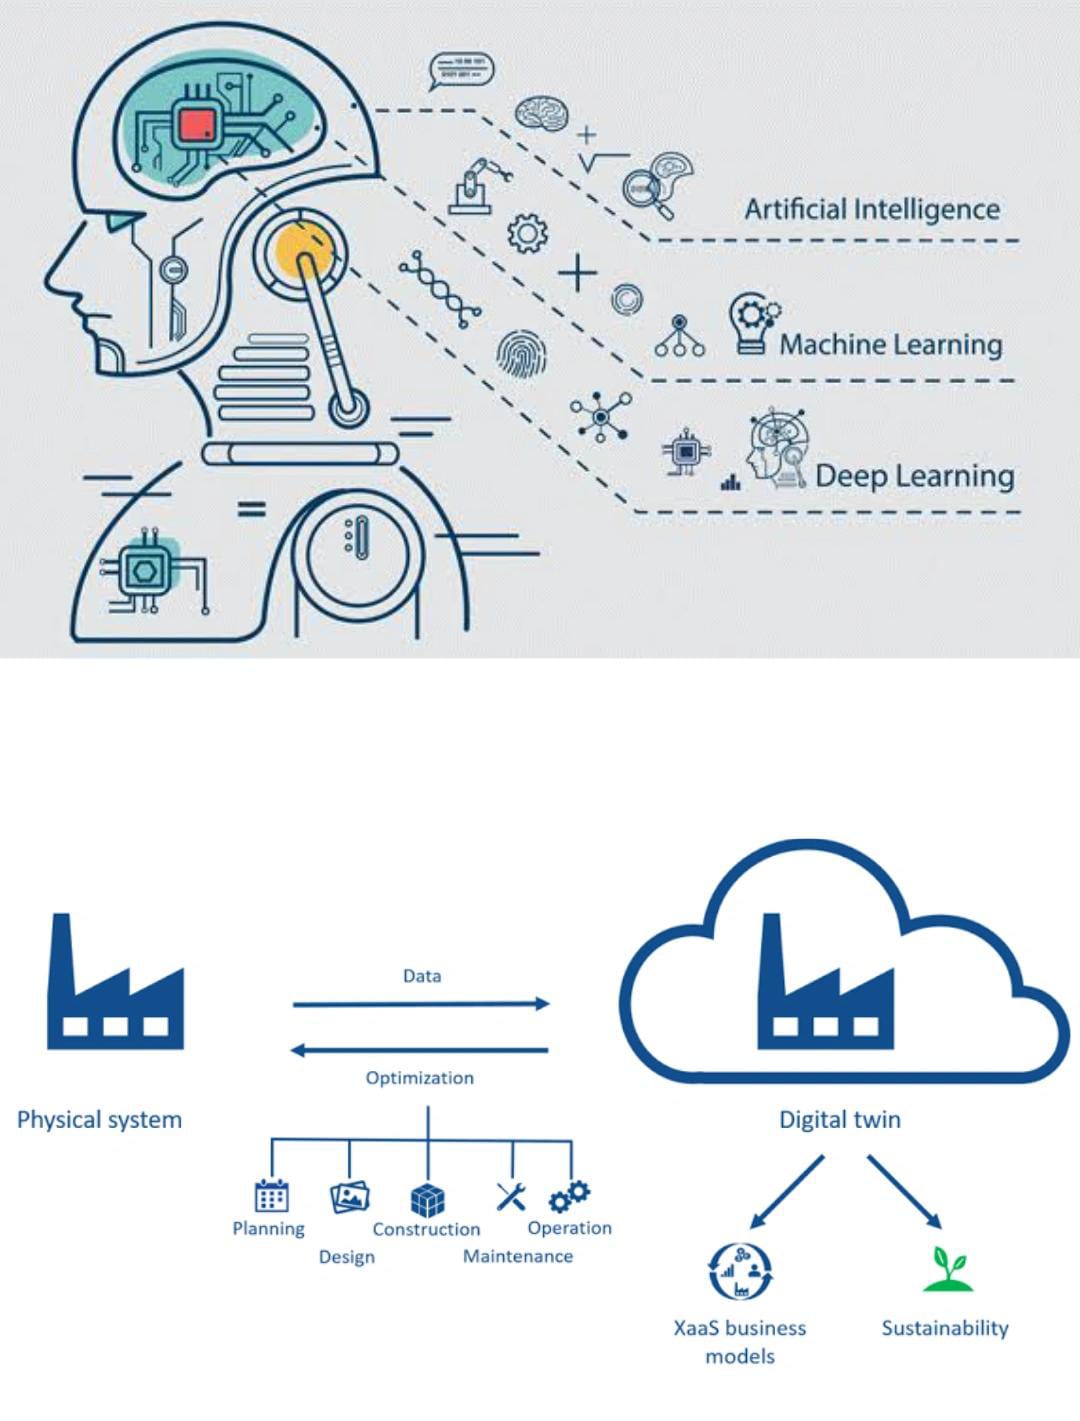 Artificial Intelligence
Machine Learning
Deep Learning
Data
Optimization
Physical system
Digital twin
Planning
Design
Construction
Maintenance
Operation
XaaS business
models
Sustainability